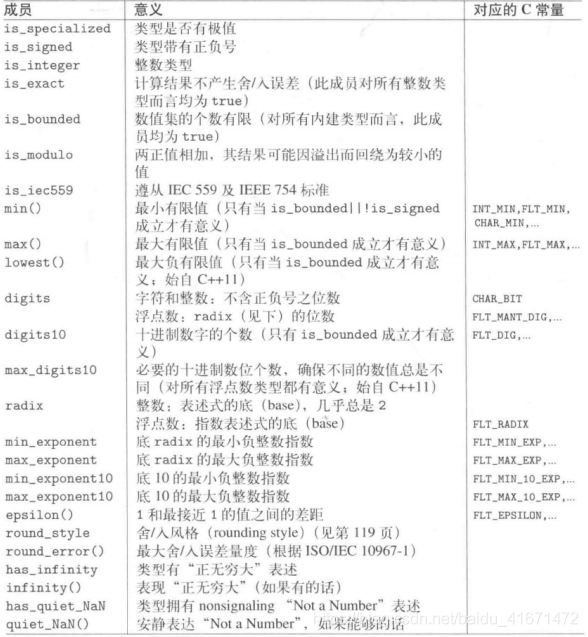 成员 意义 对应的 C 常量
is_specialized 类型是否有极值
is_signed 类型带有正负号
is_integer 整数类型
is_exact 计算结果不产生舍/入误差（此成员对所有整数类
型而言均为 true）
is_bounded 数值集的个数有限（对所有内建类型而言，此成
员均为 true）
is_modulo 两正值相加，其结果可能因溢出而回绕为较小的
值
is_iec559 遵从 IEC 559 及 IEEE 754 标准
min() 最小有限值（只有当 is_bounded||!is_signed INT_MIN,FLT_MIN,
成立才有意义） CHAR_MIN,…
max() 最大有限值（只有当 is_bounded 成立才有意义） INT_MAX,FLT_MAX,…
lowest() 最大负有限值（只有当 is_bounded 成立才有意
义；始自 C++11）
digits 字符和整数：不含正负号之位数 CHAR_BIT
浮点数：radix（见下）的位数 FLT_MANT_DIG,…
digits10 十进制数字的个数（只有 is_bounded 成立才有意 FLT_DIG,…
义）
max_digits10 必要的十进制数位个数，确保不同的数值总是不
同（对所有浮点数类型都有意义；始自 C++11）
radix 整数：表达式的底（base），几乎总是 2
浮点数：指数表达式的底（base） FLT_RADIX
min_exponent 底 radix 的最小负整数指数 FLT_MIN_EXP,…
max_exponent 底 radix 的最大负整数指数 FLT_MAX_EXP,…
min_exponent10 底 10 的最小负整数指数 FLT_MIN_10_EXP,…
max_exponent10 底 10 的最大负整数指数 FLT_MAX_10_EXP,…
epsilon() 1 和最接近 1 的值之间的差距 FLT_EPSILON,…
round_style 舍/入风格（rounding style）（见第 119 页）
round_error() 最大舍/入误差量度（根据 ISO/IEC 10967-1）
has_infinity 类型有“正无穷大”表述
infinity() 表现“正无穷大”（如果有的话）
has_quiet_NaN 类型拥有 nonsignaling “Not a Number” 表述
quiet_NaN() 安静表达“Not a Number”，如果能够的话
sdn.net/baidu_41671472